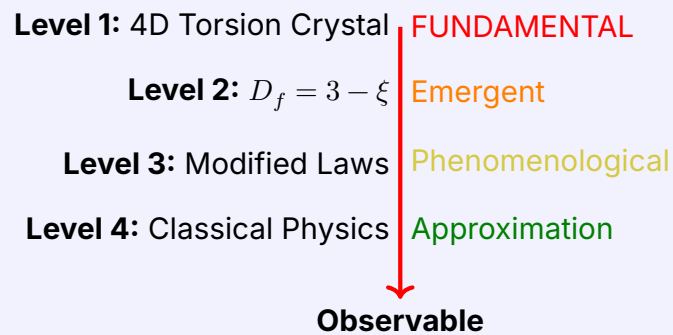 Level 1: 4D Torsion Crystal FUNDAMENTAL
Level 2: D_f = 3 − ξ Emergent
Level 3: Modified Laws Phenomenological
Level 4: Classical Physics Approximation
Observable